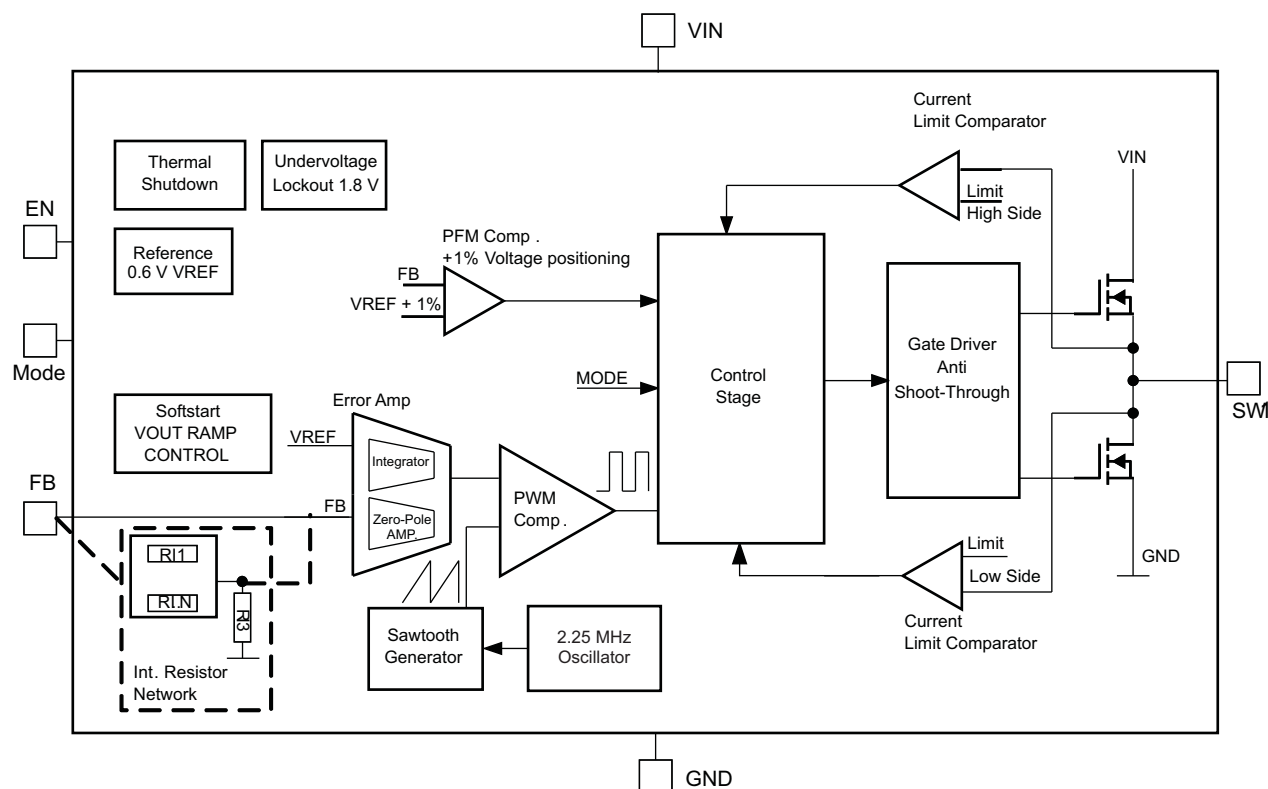 VIN
Current
Limit Comparator
Thermal
Shutdown
Undervoltage
Lockout 1.8 V
VIN
Limit
High Side
EN
Reference
0.6 V VREF
PFM Comp .
+1% Voltage positioning
FB
VREF + 1%
Mode
MODE
Control
Stage
Gate Driver
Anti
Shoot-Through
SW1
Softstart
VOUT RAMP
CONTROL
Error Amp
VREF
Integrator
FB
FB
Zero-Pole
AMP.
PWM
Comp .
RI1
RI..N
RI3
Int. Resistor
Network
Sawtooth
Generator
2.25 MHz
Oscillator
Limit
Low Side
Current
Limit Comparator
GND
GND